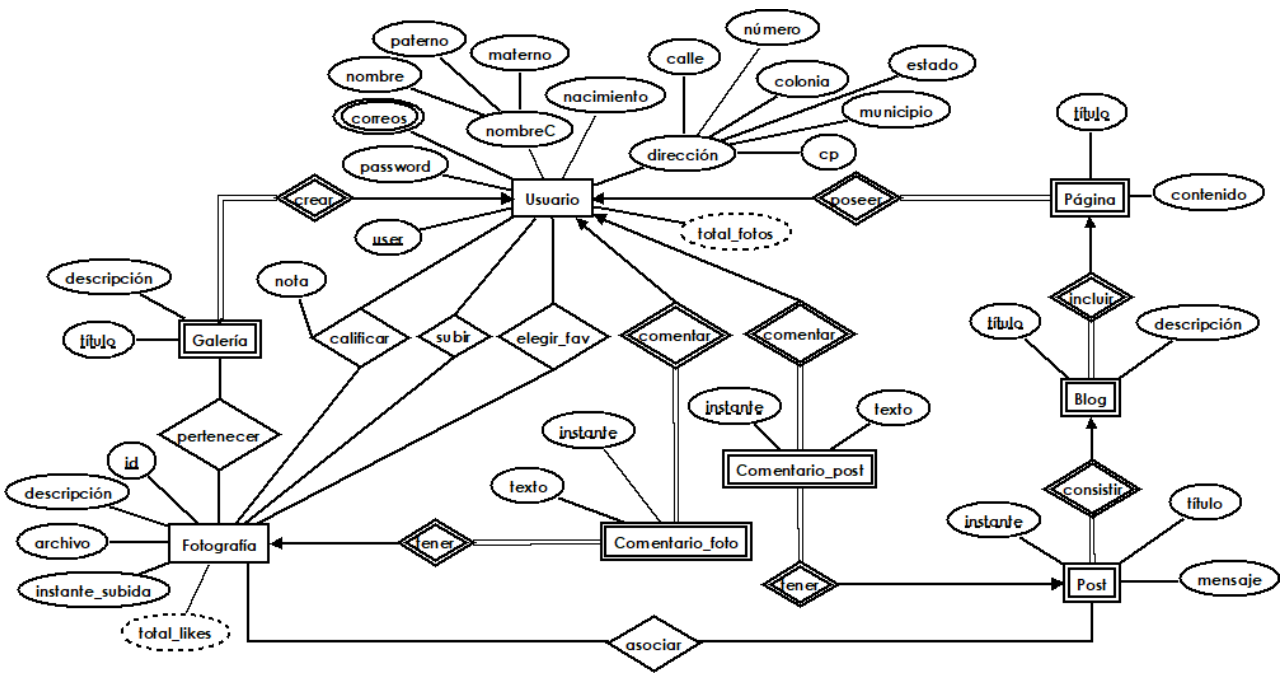 número
paterno
materno
calle
estado
nombre
colonia
nacimiento
correos
municipio
título
nombreC
dirección
cp
password
crear
Usuario
poseer
Página
contenido
user
total_fotos
descripción
nota
incluir
título
descripción
título
Galería
calificar
subir
elegir_fav
comentar
comentar
Blog
instante
texto
pertenecer
instante
id
Comentario_post
descripción
texto
consistir
título
instante
archivo
Fotografía
tener
Comentario_foto
tener
Post
mensaje
instante_subida
total_likes
asociar